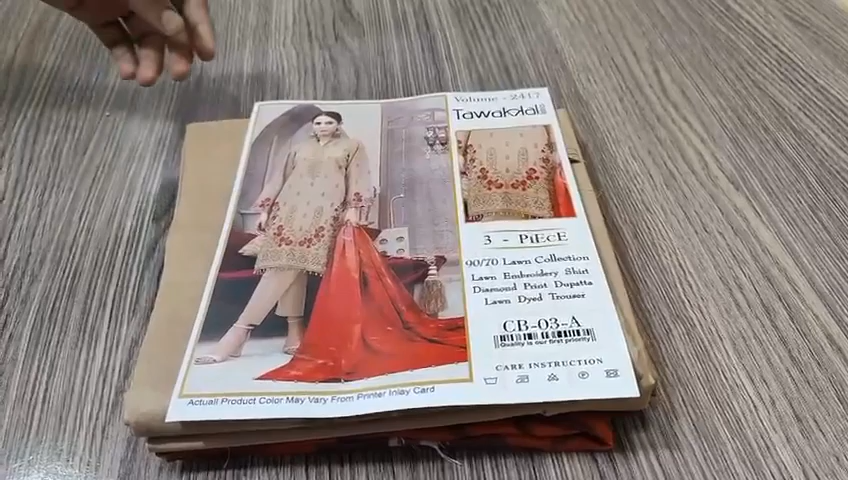 Volume - 2417
Tawakkal
3 - PIECE
90/70 Lawn Collection
Lawn Embroidery Shirt
Diamond Print Dupatta
Lawn Dyed Trouser
CB-03-A
Quality is our first priority
CARE INSTRUCTION
Actuall Product Color May Vary From Printer Inlay Card